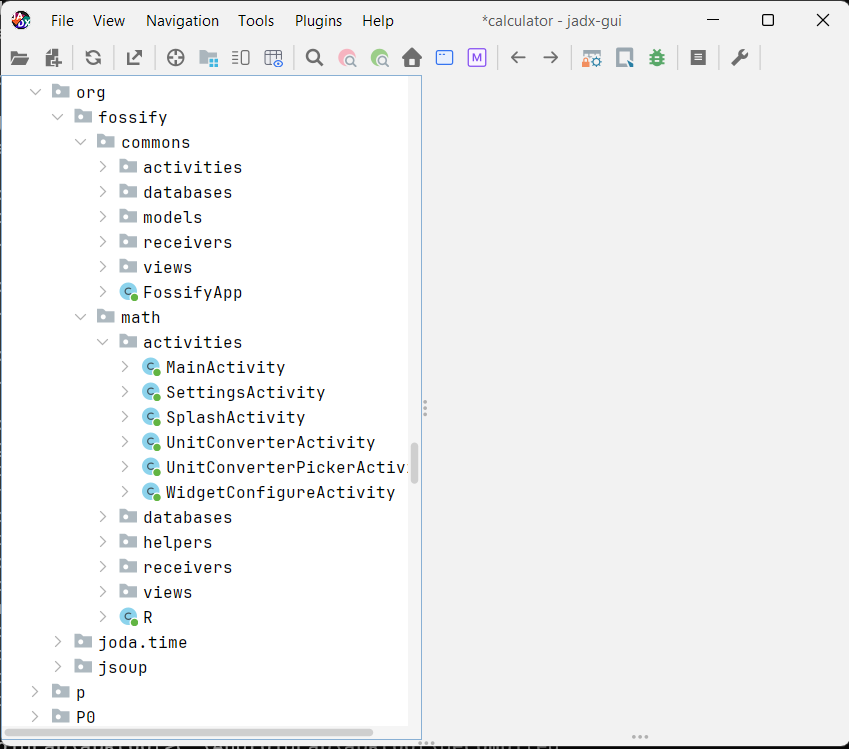 File View Navigation Tools Plugins Help *calculator - jadx-gui
M
org
fossify
commons
activities
databases
models
receivers
views
C FossifyApp
math
activities
C MainActivity
C SettingsActivity
C SplashActivity
C UnitConverterActivity
C UnitConverterPickerActiv
C WidgetConfigureActivity
databases
helpers
receivers
views
C R
joda.time
jsoup
p
P0